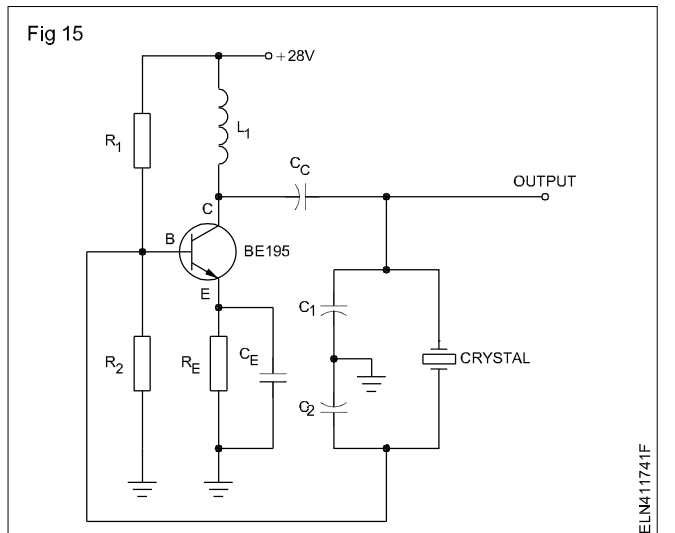 Fig 15
+28V
R1
L1
CC
OUTPUT
C
B
BE195
E
C1
R2
RE
CE
CRYSTAL
C2
ELN411741F